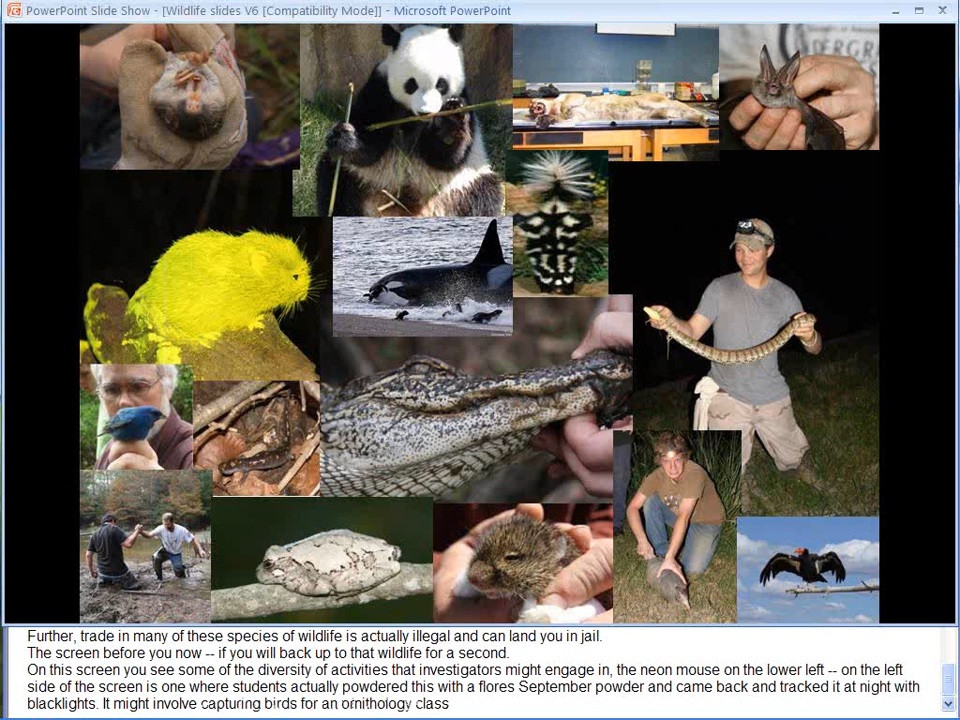 PowerPoint Slide Show - [Wildlife slides V6 [Compatibility Mode]] - Microsoft PowerPoint
DERGR
Further, trade in many of these species of wildlife is actually illegal and can land you in jail.
The screen before you now -- if you will back up to that wildlife for a second.
On this screen you see some of the diversity of activities that investigators might engage in, the neon mouse on the lower left -- on the left
side of the screen is one where students actually powdered this with a flores September powder and came back and tracked it at night with
blacklights. It might involve capturing birds for an ornithology class